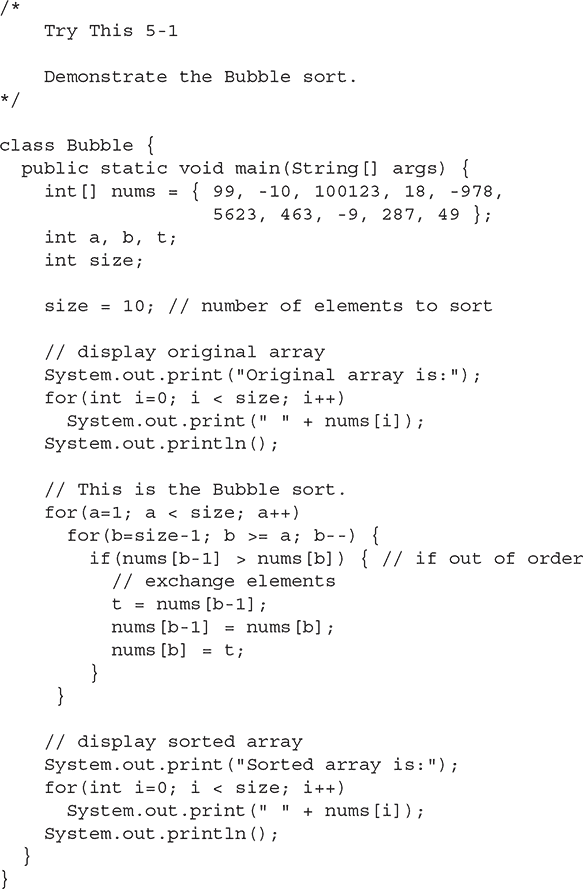 /*
    Try This 5-1

    Demonstrate the Bubble sort.
*/

class Bubble {
  public static void main(String[] args) {
    int[] nums = { 99, -10, 100123, 18, -978,
                   5623, 463, -9, 287, 49 };
    int a, b, t;
    int size;

    size = 10; // number of elements to sort

    // display original array
    System.out.print("Original array is:");
    for(int i=0; i < size; i++)
      System.out.print(" " + nums[i]);
    System.out.println();

    // This is the Bubble sort.
    for(a=1; a < size; a++)
      for(b=size-1; b >= a; b--) {
        if(nums[b-1] > nums[b]) { // if out of order
          // exchange elements
          t = nums[b-1];
          nums[b-1] = nums[b];
          nums[b] = t;
        }
     }

    // display sorted array
    System.out.print("Sorted array is:");
    for(int i=0; i < size; i++)
      System.out.print(" " + nums[i]);
    System.out.println();
  }
}